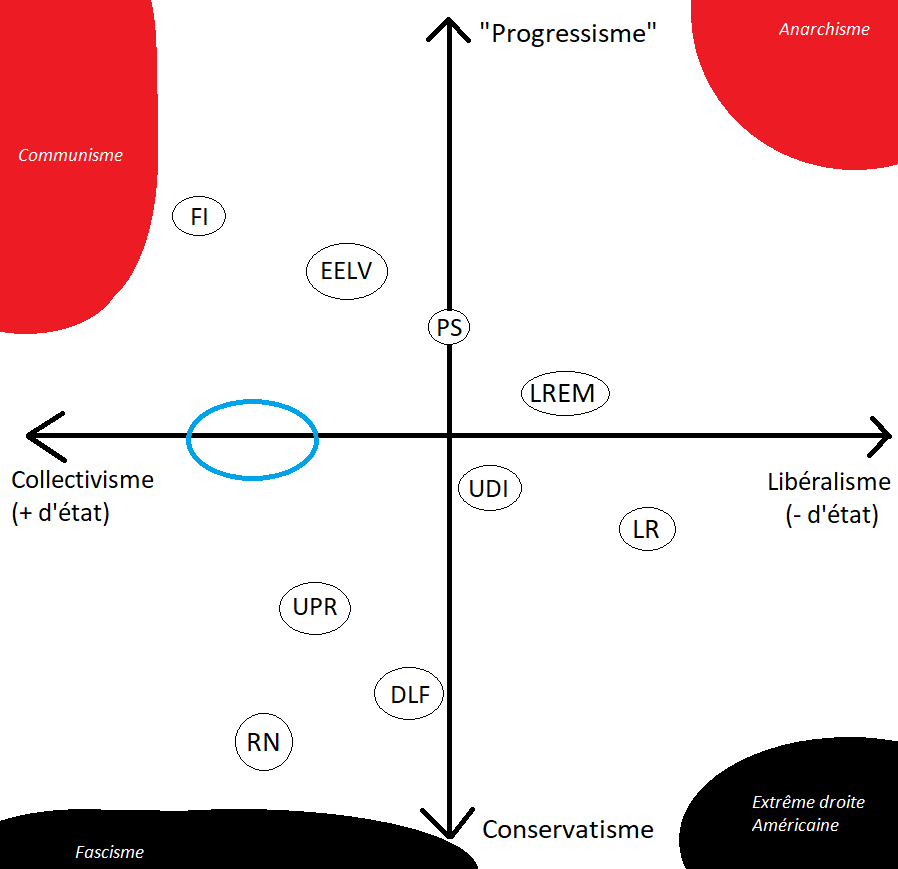 "Progressisme"
Anarchisme
Communisme
FI
EELV
PS
LREM
Collectivisme
(+ d'état)
Libéralisme
(- d'état)
UDI
LR
UPR
DLF
RN
Extrême droite
Américaine
Conservatisme
Fascisme